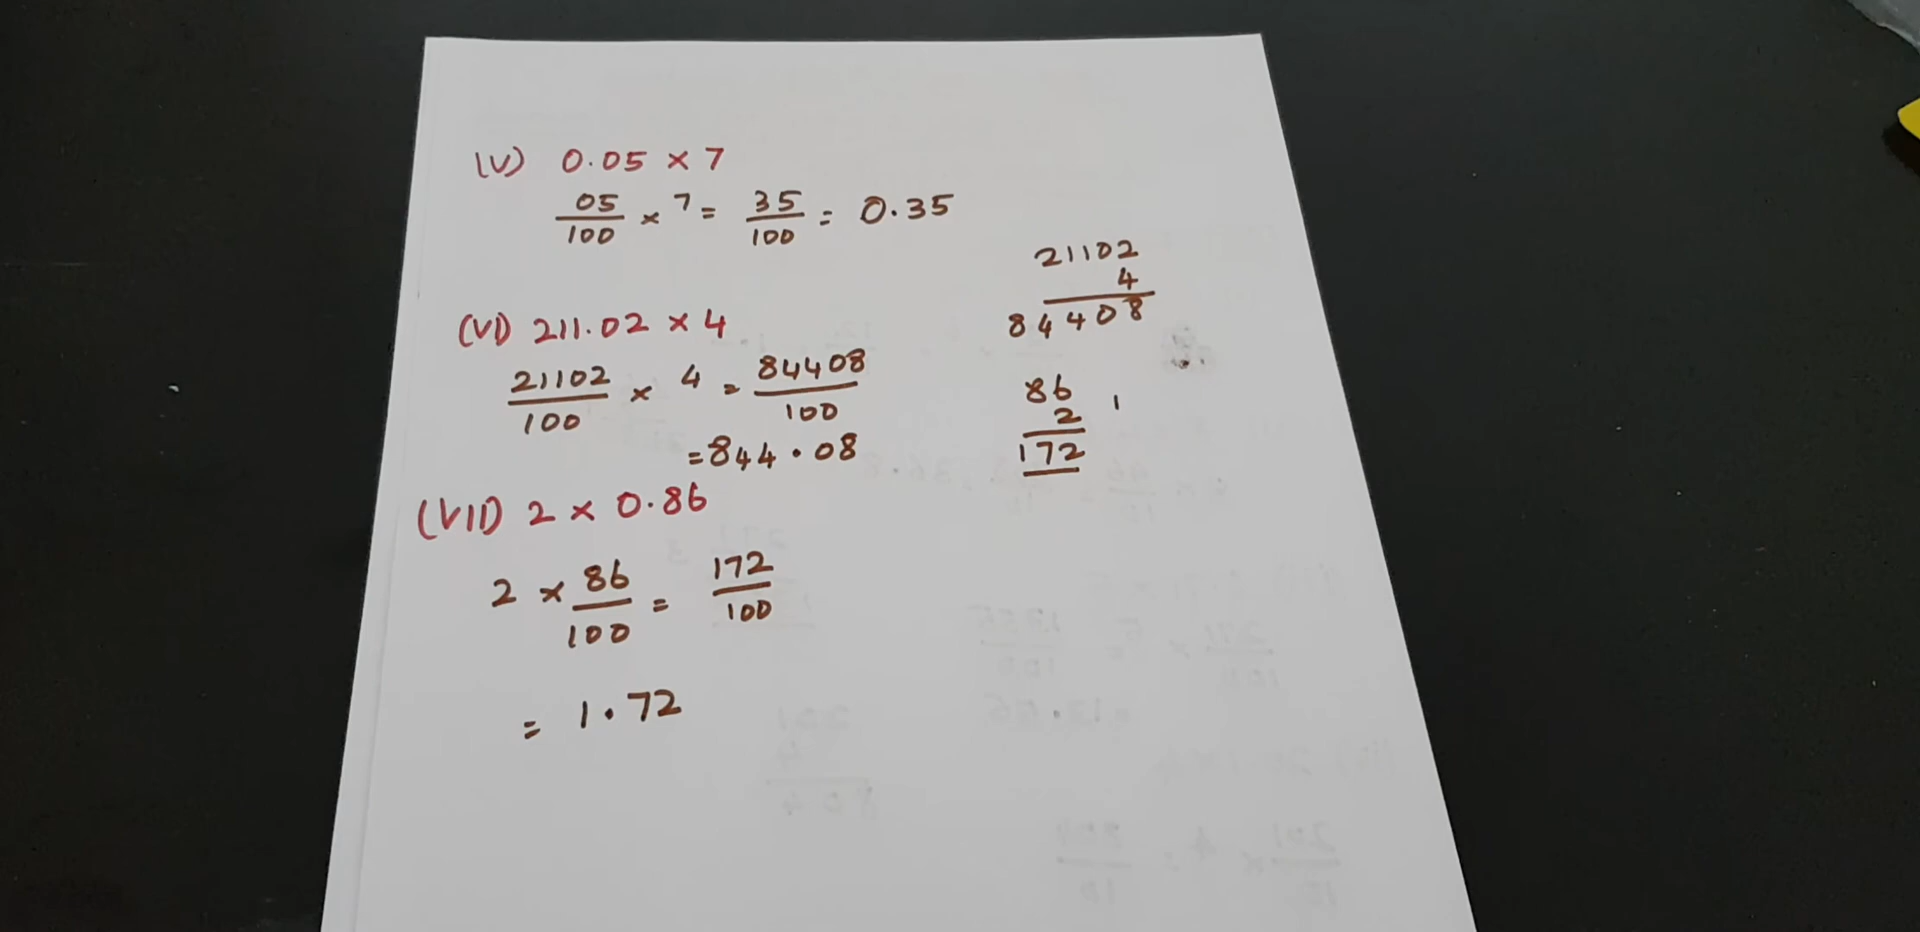 (V) 0.05 × 7
05/100 × 7 = 35/100 = 0.35
(VI) 211.02 × 4
21102/100 × 4 = 84408/100
= 844.08
21102
4
84408
86
2 1
172
(VII) 2 × 0.86
2 × 86/100 = 172/100
= 1.72